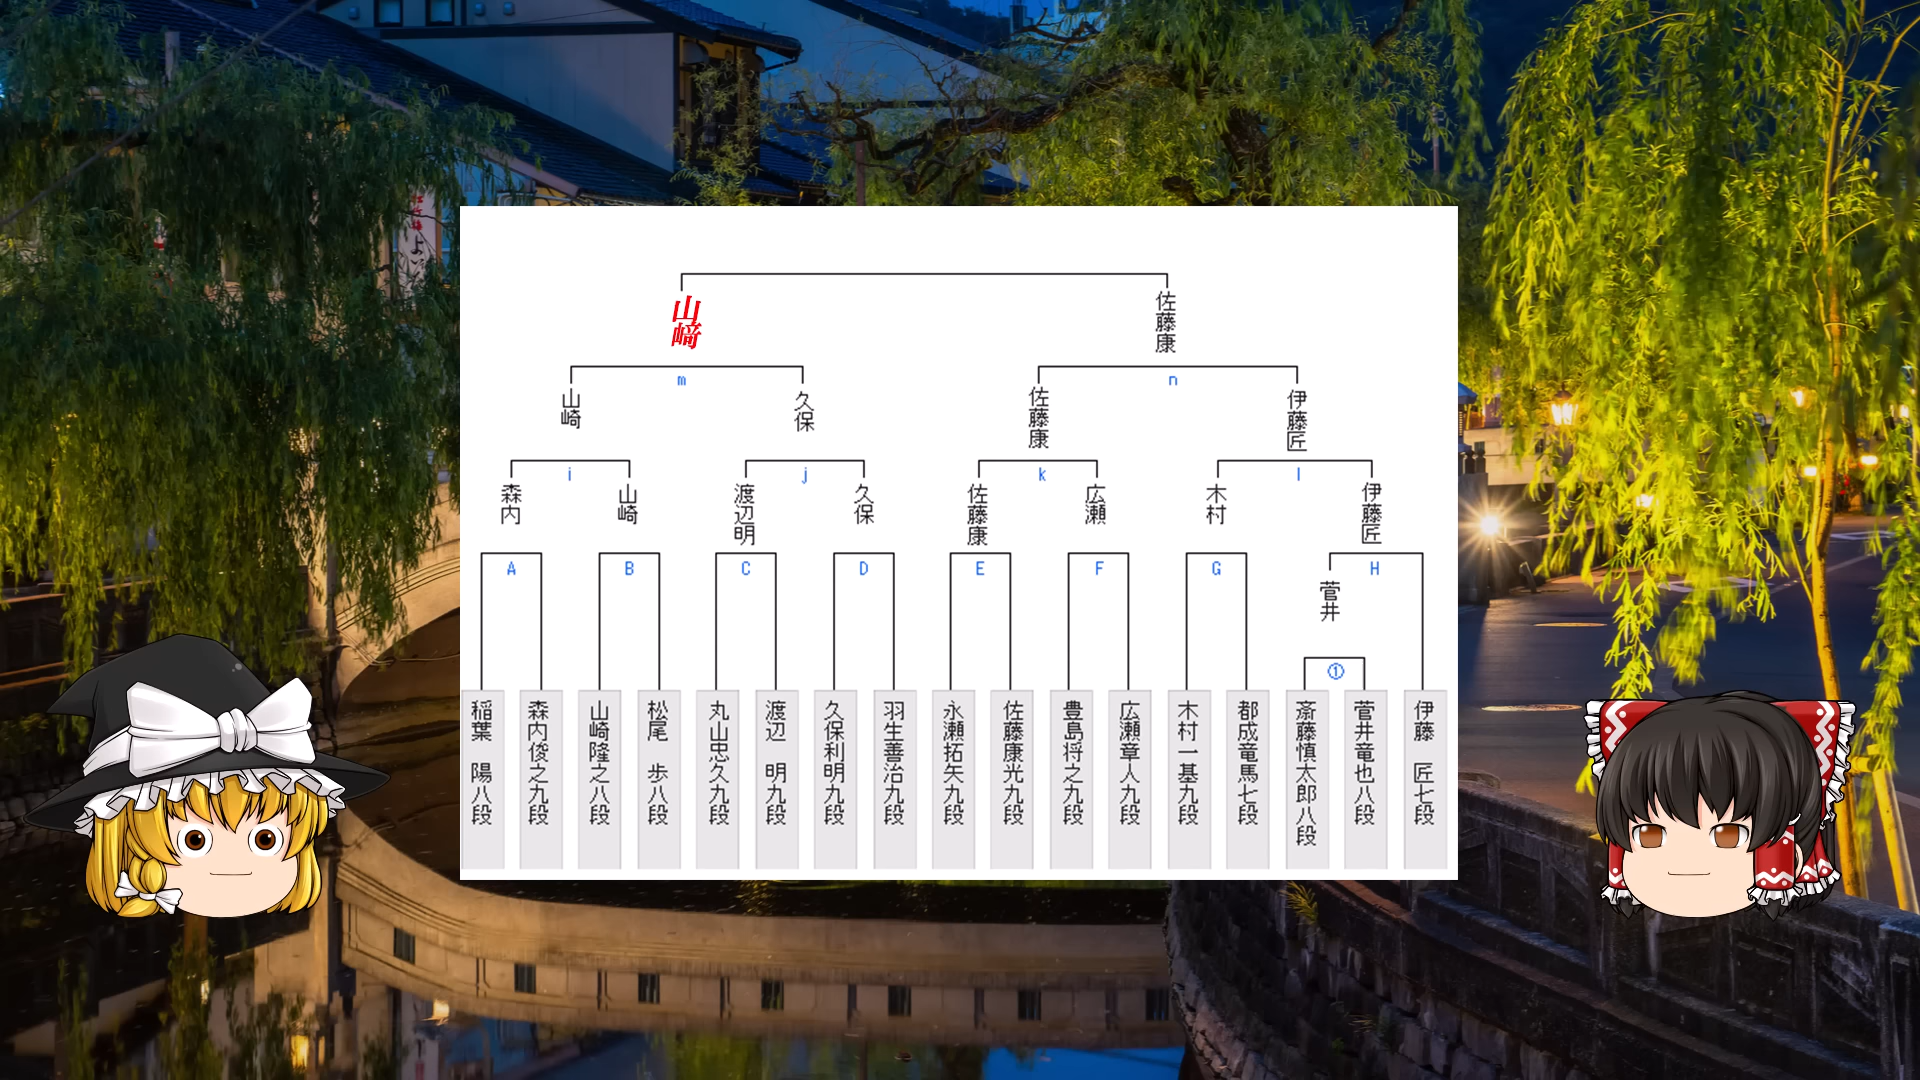 山﨑
佐藤康
m
n
山崎
久保
佐藤康
伊藤匠
i
j
k
l
森内
山崎
渡辺明
久保
佐藤康
広瀬
木村
伊藤匠
A
B
C
D
E
F
G
H
菅井
①
稲葉 陽八段
森内俊之九段
山崎隆之八段
松尾 歩八段
丸山忠久九段
渡辺 明九段
久保利明九段
羽生善治九段
永瀬拓矢九段
佐藤康光九段
豊島将之九段
広瀬章人九段
木村一基九段
都成竜馬七段
斎藤慎太郎八段
菅井竜也八段
伊藤 匠七段